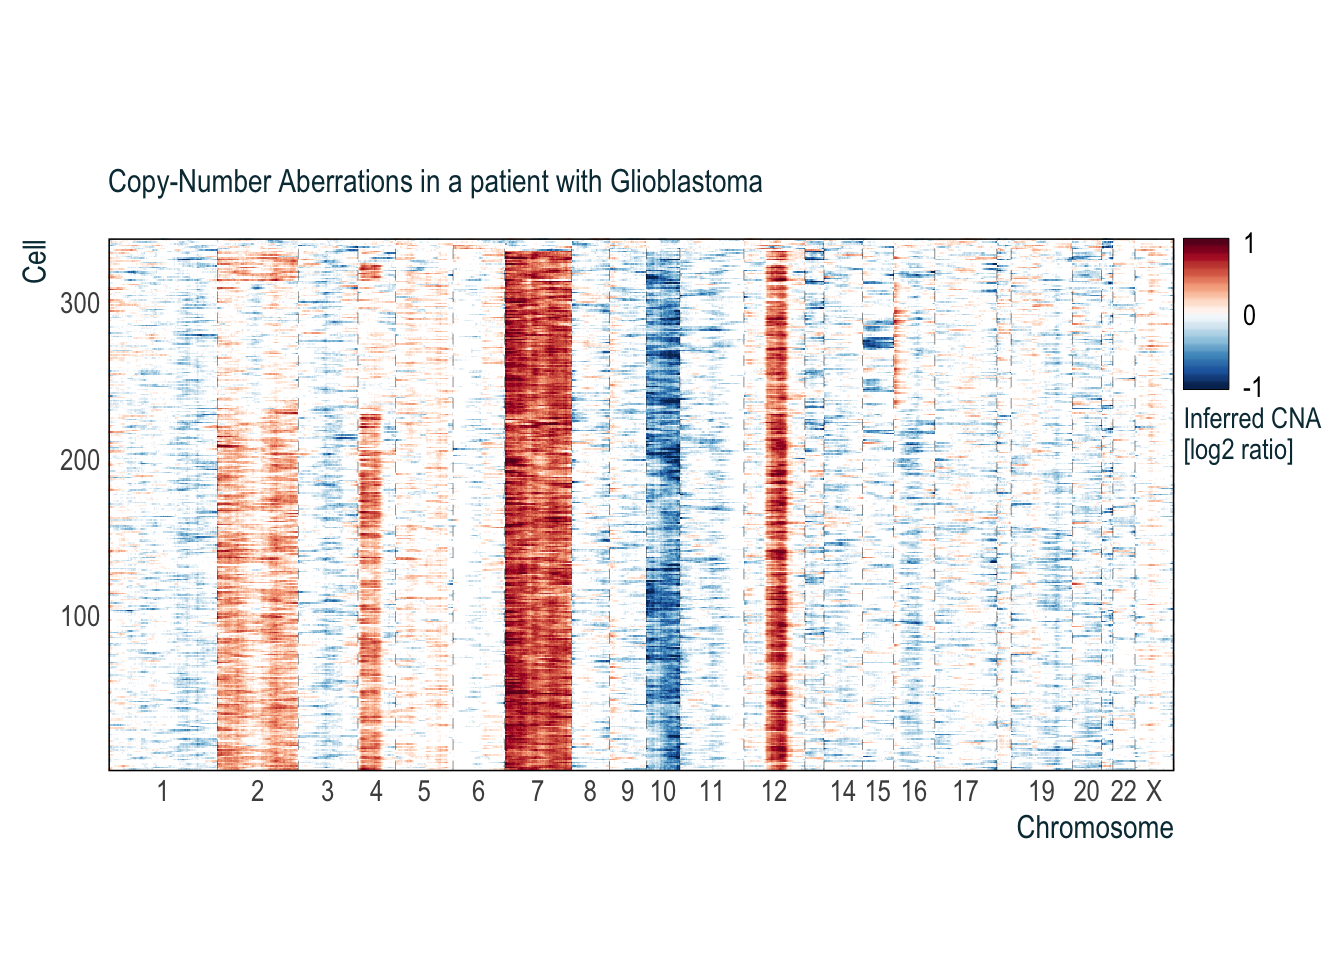 Copy-Number Aberrations in a patient with Glioblastoma
Cell
300
200
100
1 2 3 4 5 6 7 8 9 10 11 12 14 15 16 17 19 20 22 X
Chromosome
1
0
-1
Inferred CNA
[log2 ratio]